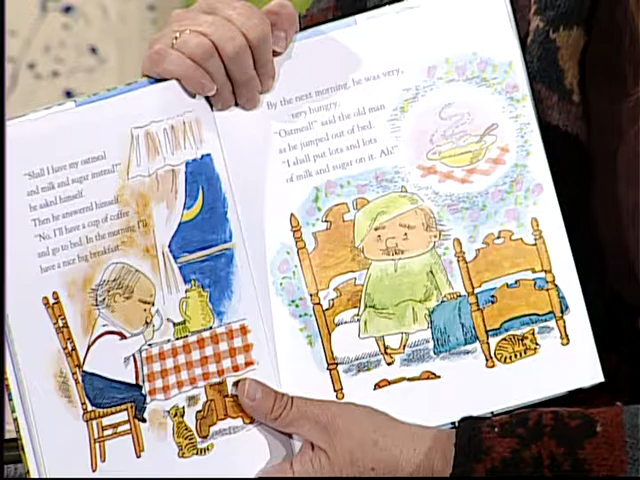 "Shall I have my oatmeal
and milk and sugar instead?"
he asked himself.
Then he answered himself,
"No. I'll have a cup of coffee
and go to bed. In the morning I'll
have a nice big breakfast."
By the next morning, he was very,
very hungry.
"Oatmeal!" said the old man
as he jumped out of bed.
"I shall put lots and lots
of milk and sugar on it. Ah!"